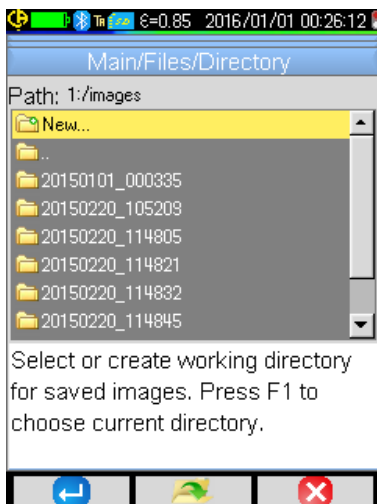 ε=0.85 2016/01/01 00:26:12
Main/Files/Directory
Path: 1:/images
New...
..
20150101_000335
20150220_105209
20150220_114805
20150220_114821
20150220_114832
20150220_114845
Select or create working directory
for saved images. Press F1 to
choose current directory.